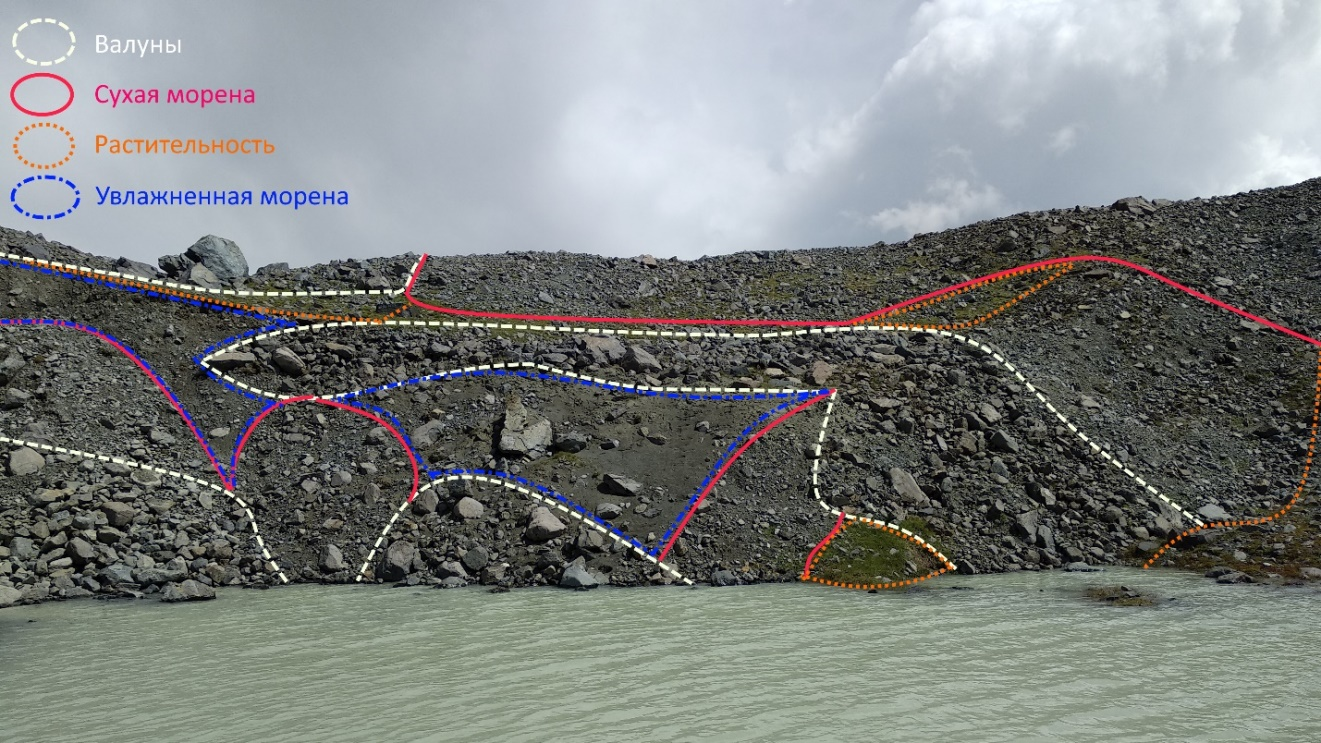 Валуны
Сухая морена
Растительность
Увлажненная морена